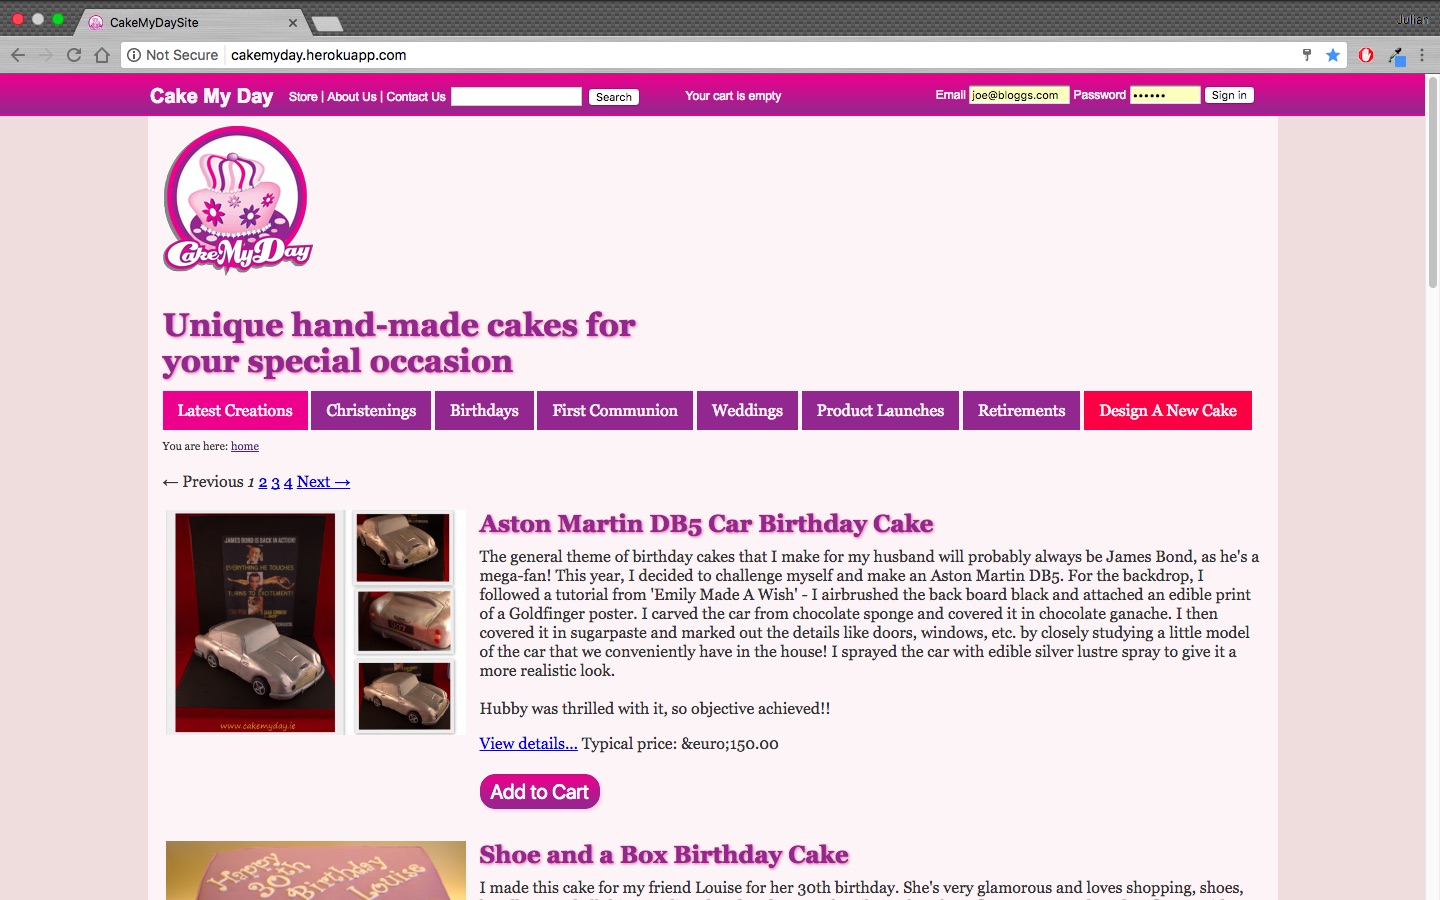 CakeMyDaySite
Not Secure cakemyday.herokuapp.com
Cake My Day Store | About Us | Contact Us Search Your cart is empty Email joe@bloggs.com Password •••••• Sign in
CakeMyDay
Unique hand-made cakes for
your special occasion
Latest Creations Christenings Birthdays First Communion Weddings Product Launches Retirements Design A New Cake
You are here: home
← Previous 1 2 3 4 Next →
JAMES BOND IS BACK IN ACTION!
EVERYTHING HE TOUCHES
TURNS TO EXCITEMENT!
www.cakemyday.ie
Aston Martin DB5 Car Birthday Cake
The general theme of birthday cakes that I make for my husband will probably always be James Bond, as he's a
mega-fan! This year, I decided to challenge myself and make an Aston Martin DB5. For the backdrop, I
followed a tutorial from 'Emily Made A Wish' - I airbrushed the back board black and attached an edible print
of a Goldfinger poster. I carved the car from chocolate sponge and covered it in chocolate ganache. I then
covered it in sugarpaste and marked out the details like doors, windows, etc. by closely studying a little model
of the car that we conveniently have in the house! I sprayed the car with edible silver lustre spray to give it a
more realistic look.
Hubby was thrilled with it, so objective achieved!!
View details... Typical price: &euro;150.00
Add to Cart
Happy
30th
Birthday
Louise
Shoe and a Box Birthday Cake
I made this cake for my friend Louise for her 30th birthday. She's very glamorous and loves shopping, shoes,